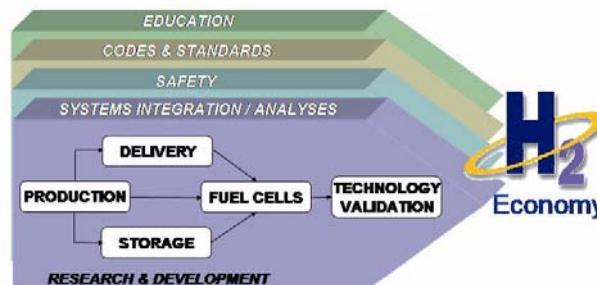 EDUCATION
CODES & STANDARDS
SAFETY
SYSTEMS INTEGRATION / ANALYSES
DELIVERY
PRODUCTION
FUEL CELLS
TECHNOLOGY
VALIDATION
STORAGE
RESEARCH & DEVELOPMENT
H2
Economy